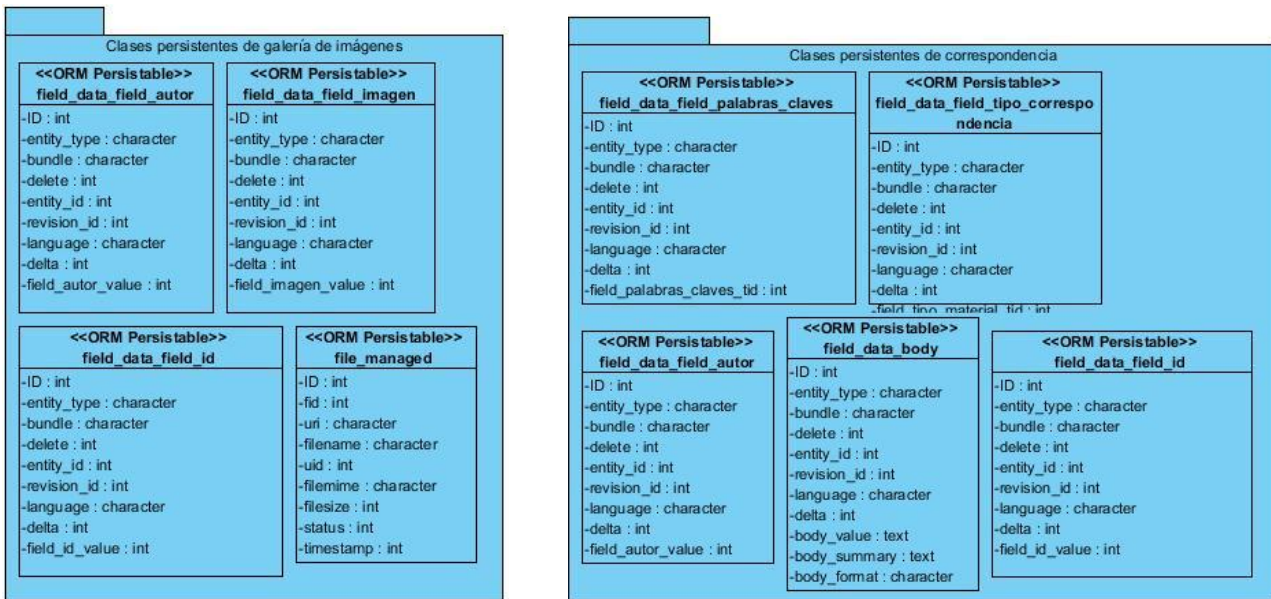 Clases persistentes de galería de imágenes
<<ORM Persistable>>
field_data_field_autor
-ID : int
-entity_type : character
-bundle : character
-delete : int
-entity_id : int
-revision_id : int
-language : character
-delta : int
-field_autor_value : int
<<ORM Persistable>>
field_data_field_imagen
-ID : int
-entity_type : character
-bundle : character
-delete : int
-entity_id : int
-revision_id : int
-language : character
-delta : int
-field_imagen_value : int
<<ORM Persistable>>
field_data_field_id
-ID : int
-entity_type : character
-bundle : character
-delete : int
-entity_id : int
-revision_id : int
-language : character
-delta : int
-field_id_value : int
<<ORM Persistable>>
file_managed
-ID : int
-fid : int
-uri : character
-filename : character
-uid : int
-filemime : character
-filesize : int
-status : int
-timestamp : int
Clases persistentes de correspondencia
<<ORM Persistable>>
field_data_field_palabras_claves
-ID : int
-entity_type : character
-bundle : character
-delete : int
-entity_id : int
-revision_id : int
-language : character
-delta : int
-field_palabras_claves_tid : int
<<ORM Persistable>>
field_data_field_tipo_correspo
ndencia
-ID : int
-entity_type : character
-bundle : character
-delete : int
-entity_id : int
-revision_id : int
-language : character
-delta : int
-field_tipo_material_tid : int
<<ORM Persistable>>
field_data_field_autor
-ID : int
-entity_type : character
-bundle : character
-delete : int
-entity_id : int
-revision_id : int
-language : character
-delta : int
-field_autor_value : int
<<ORM Persistable>>
field_data_body
-ID : int
-entity_type : character
-bundle : character
-delete : int
-entity_id : int
-revision_id : int
-language : character
-delta : int
-body_value : text
-body_summary : text
-body_format : character
<<ORM Persistable>>
field_data_field_id
-ID : int
-entity_type : character
-bundle : character
-delete : int
-entity_id : int
-revision_id : int
-language : character
-delta : int
-field_id_value : int